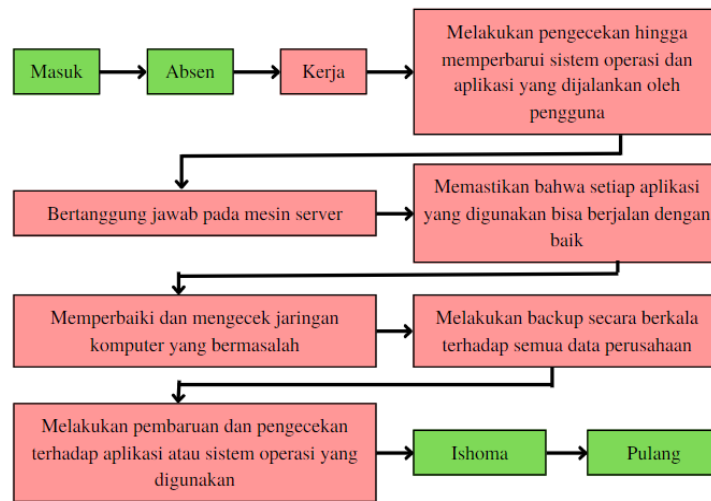 Masuk
Absen
Kerja
Melakukan pengecekan hingga
memperbarui sistem operasi dan
aplikasi yang dijalankan oleh
pengguna
Bertanggung jawab pada mesin server
Memastikan bahwa setiap aplikasi
yang digunakan bisa berjalan dengan
baik
Memperbaiki dan mengecek jaringan
komputer yang bermasalah
Melakukan backup secara berkala
terhadap semua data perusahaan
Melakukan pembaruan dan pengecekan
terhadap aplikasi atau sistem operasi yang
digunakan
Ishoma
Pulang